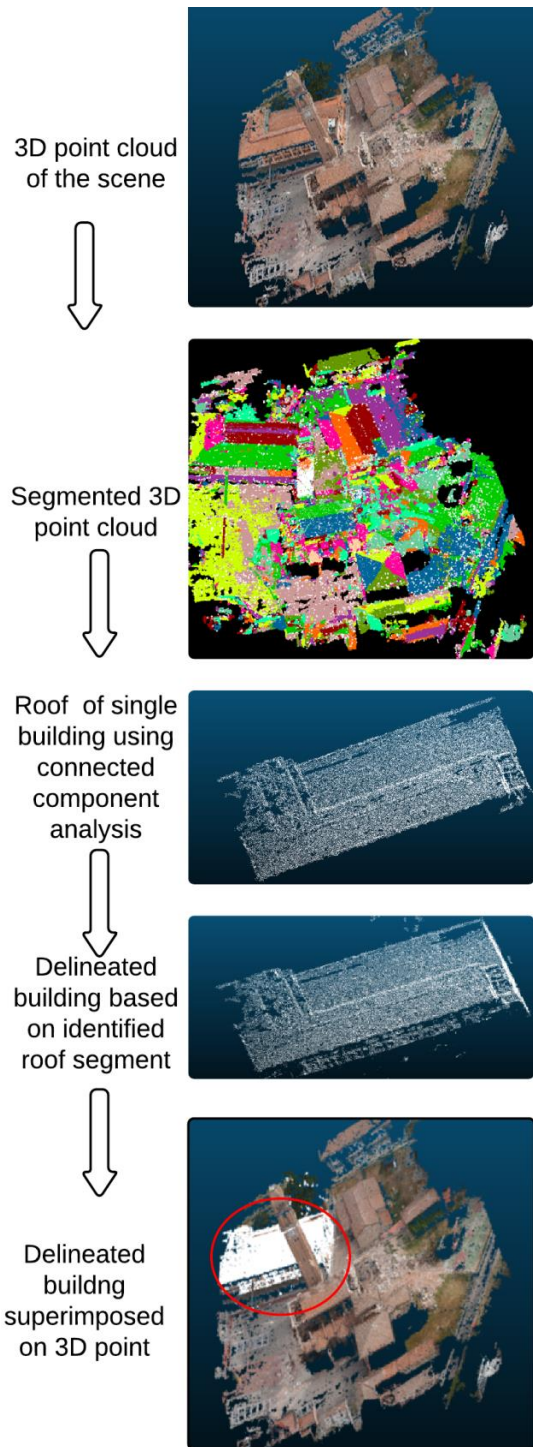 3D point cloud
of the scene
Segmented 3D
point cloud
Roof of single
building using
connected
component
analysis
Delineated
building based
on identified
roof segment
Delineated
buildng
superimposed
on 3D point